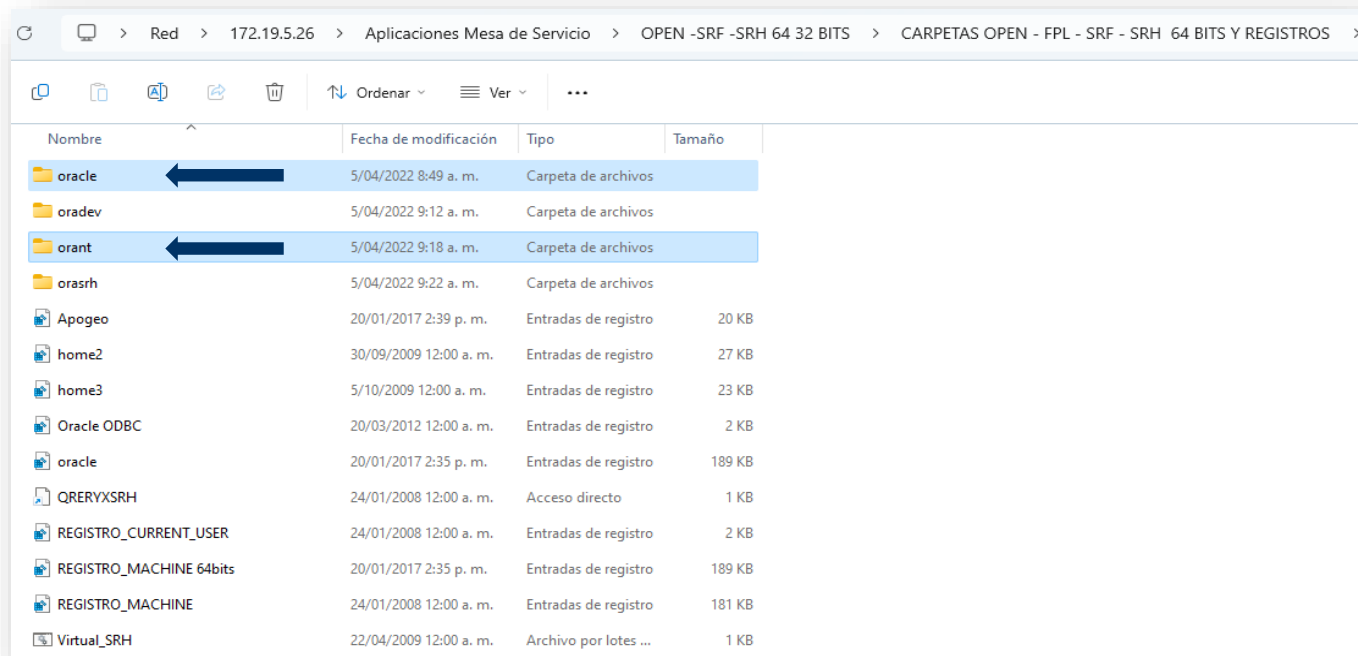 Red > 172.19.5.26 > Aplicaciones Mesa de Servicio > OPEN -SRF -SRH 64 32 BITS > CARPETAS OPEN - FPL - SRF - SRH 64 BITS Y REGISTROS >
Ordenar Ver ...
Nombre Fecha de modificación Tipo Tamaño
oracle 5/04/2022 8:49 a. m. Carpeta de archivos
oradev 5/04/2022 9:12 a. m. Carpeta de archivos
orant 5/04/2022 9:18 a. m. Carpeta de archivos
orasrh 5/04/2022 9:22 a. m. Carpeta de archivos
Apogeo 20/01/2017 2:39 p. m. Entradas de registro 20 KB
home2 30/09/2009 12:00 a. m. Entradas de registro 27 KB
home3 5/10/2009 12:00 a. m. Entradas de registro 23 KB
Oracle ODBC 20/03/2012 12:00 a. m. Entradas de registro 2 KB
oracle 20/01/2017 2:35 p. m. Entradas de registro 189 KB
QRERYXSRH 24/01/2008 12:00 a. m. Acceso directo 1 KB
REGISTRO_CURRENT_USER 24/01/2008 12:00 a. m. Entradas de registro 2 KB
REGISTRO_MACHINE 64bits 20/01/2017 2:35 p. m. Entradas de registro 189 KB
REGISTRO_MACHINE 24/01/2008 12:00 a. m. Entradas de registro 181 KB
Virtual_SRH 22/04/2009 12:00 a. m. Archivo por lotes ... 1 KB